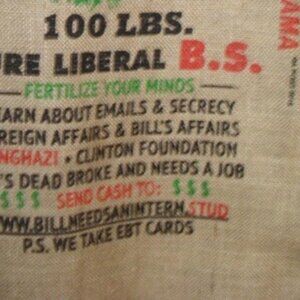 100 LBS.
URE LIBERAL B.S.
FERTILIZE YOUR MINDS
EARN ABOUT EMAILS & SECRECY
REIGN AFFAIRS & BILL'S AFFAIRS
NGHAZI • CLINTON FOUNDATION
'S DEAD BROKE AND NEEDS A JOB
$ $ $ SEND CASH TO: $ $ $
WWW.BILLNEEDSANINTERN.STUD
P.S. WE TAKE EBT CARDS
AMA